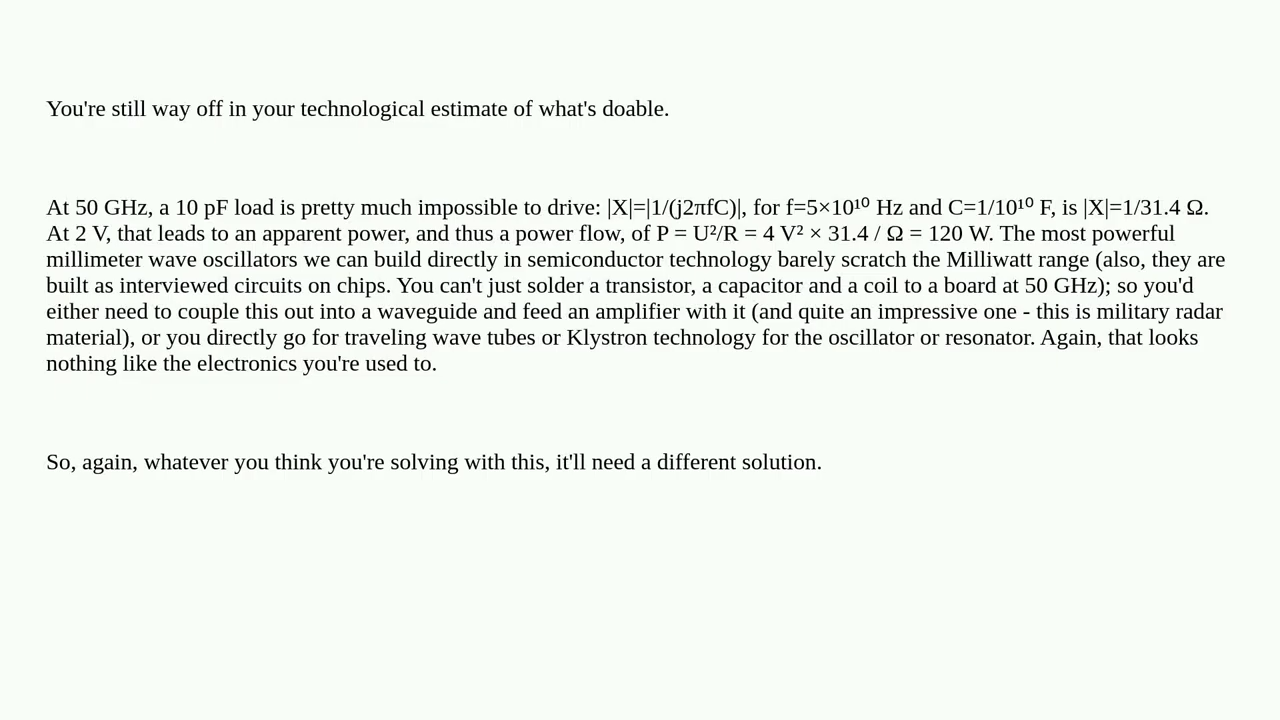 You're still way off in your technological estimate of what's doable.
At 50 GHz, a 10 pF load is pretty much impossible to drive: |X|=|1/(j2πfC)|, for f=5×10¹⁰ Hz and C=1/10¹⁰ F, is |X|=1/31.4 Ω.
At 2 V, that leads to an apparent power, and thus a power flow, of P = U²/R = 4 V² × 31.4 / Ω = 120 W. The most powerful
millimeter wave oscillators we can build directly in semiconductor technology barely scratch the Milliwatt range (also, they are
built as interviewed circuits on chips. You can't just solder a transistor, a capacitor and a coil to a board at 50 GHz); so you'd
either need to couple this out into a waveguide and feed an amplifier with it (and quite an impressive one - this is military radar
material), or you directly go for traveling wave tubes or Klystron technology for the oscillator or resonator. Again, that looks
nothing like the electronics you're used to.
So, again, whatever you think you're solving with this, it'll need a different solution.